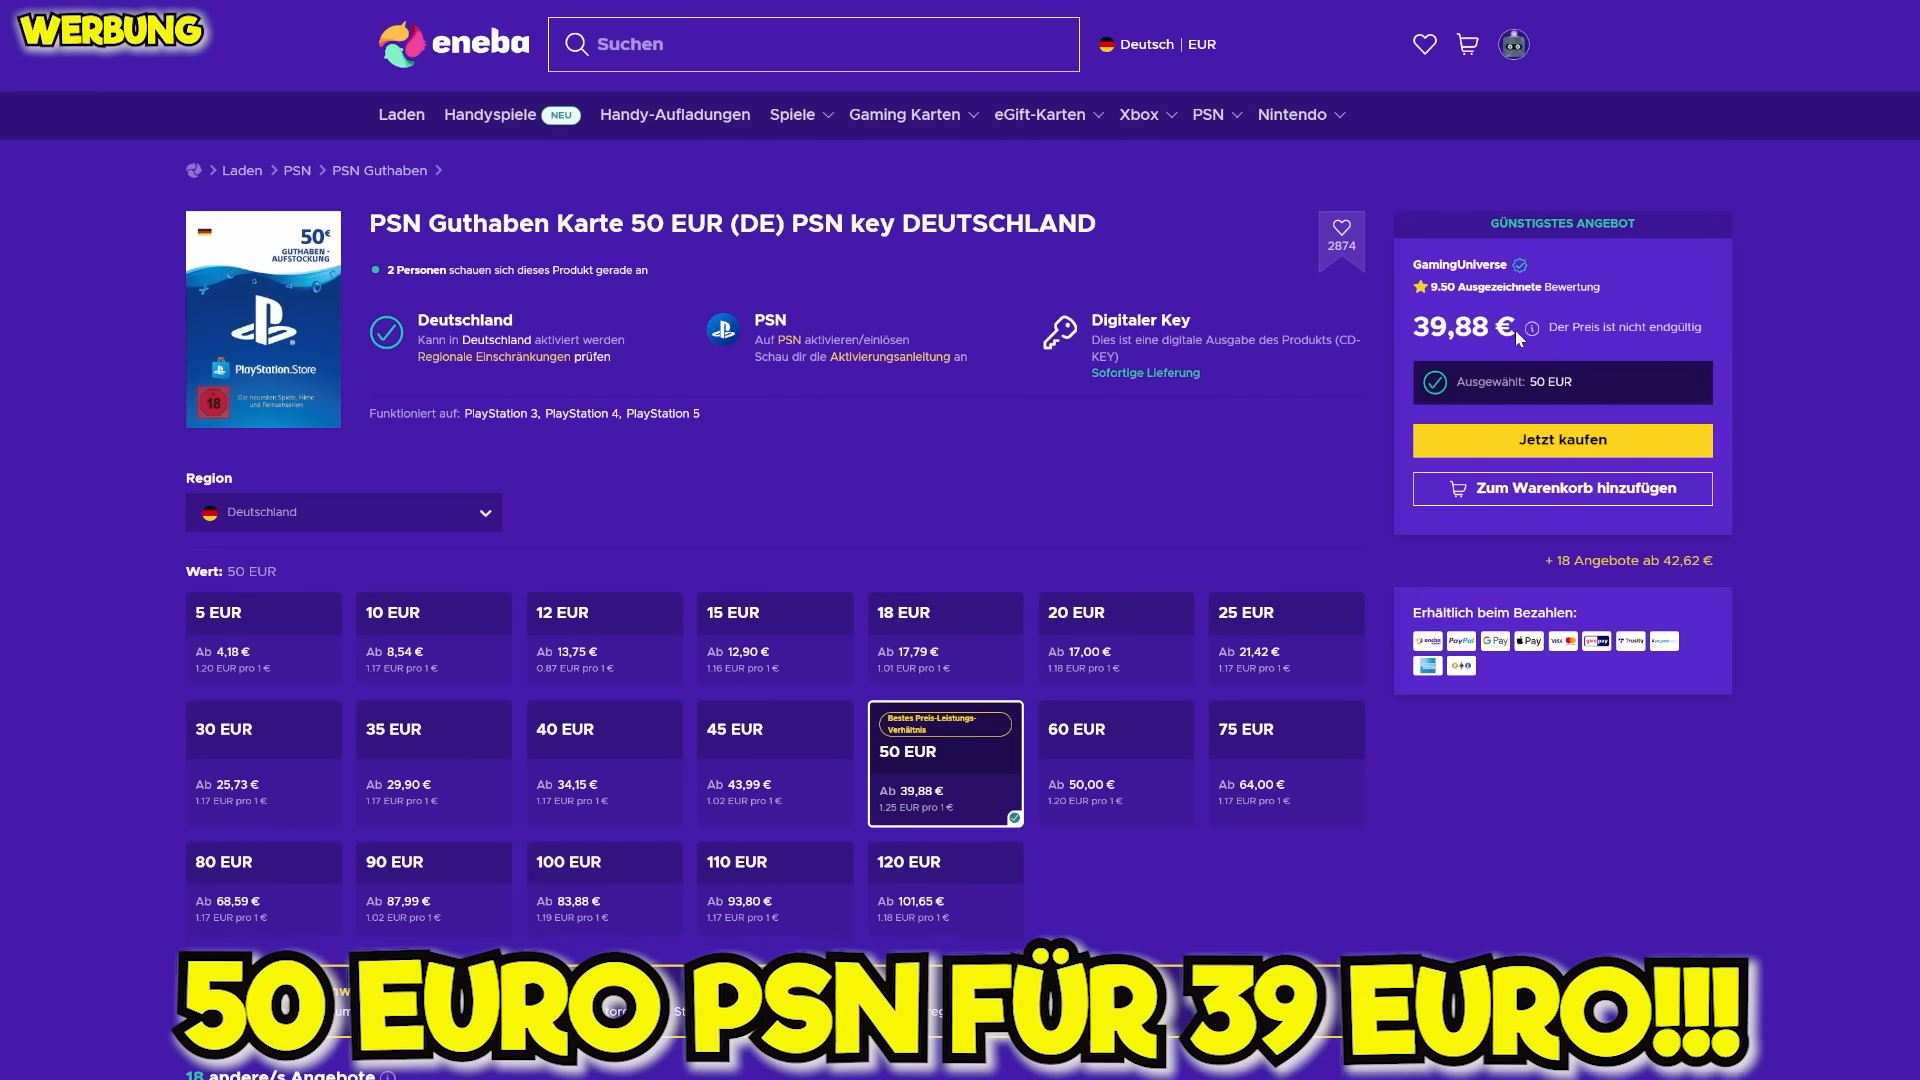 WERBUNG
eneba
Suchen
Deutsch | EUR
Laden
Handyspiele NEU
Handy-Aufladungen
Spiele
Gaming Karten
eGift-Karten
Xbox
PSN
Nintendo
Laden
PSN
PSN Guthaben
50€
GUTHABEN-
AUFSTOCKUNG
PlayStation.Store
18
Die neuesten Spiele, Filme
und Fernsehserien
PSN Guthaben Karte 50 EUR (DE) PSN key DEUTSCHLAND
2874
2 Personen schauen sich dieses Produkt gerade an
Deutschland
Kann in Deutschland aktiviert werden
Regionale Einschränkungen prüfen
PSN
Auf PSN aktivieren/einlösen
Schau dir die Aktivierungsanleitung an
Digitaler Key
Dies ist eine digitale Ausgabe des Produkts (CD-
KEY)
Sofortige Lieferung
Funktioniert auf: PlayStation 3, PlayStation 4, PlayStation 5
GÜNSTIGSTES ANGEBOT
GamingUniverse
9.50 Ausgezeichnete Bewertung
39,88 € Der Preis ist nicht endgültig
Ausgewählt: 50 EUR
Jetzt kaufen
Zum Warenkorb hinzufügen
+ 18 Angebote ab 42,62 €
Erhältlich beim Bezahlen:
eneba PayPal G Pay Pay VISA giropay Trustly
Region
Deutschland
Wert: 50 EUR
5 EUR
Ab 4,18 €
1.20 EUR pro 1 €
10 EUR
Ab 8,54 €
1.17 EUR pro 1 €
12 EUR
Ab 13,75 €
0.87 EUR pro 1 €
15 EUR
Ab 12,90 €
1.16 EUR pro 1 €
18 EUR
Ab 17,79 €
1.01 EUR pro 1 €
20 EUR
Ab 17,00 €
1.18 EUR pro 1 €
25 EUR
Ab 21,42 €
1.17 EUR pro 1 €
30 EUR
Ab 25,73 €
1.17 EUR pro 1 €
35 EUR
Ab 29,90 €
1.17 EUR pro 1 €
40 EUR
Ab 34,15 €
1.17 EUR pro 1 €
45 EUR
Ab 43,99 €
1.02 EUR pro 1 €
Bestes Preis-Leistungs-
Verhältnis
50 EUR
Ab 39,88 €
1.25 EUR pro 1 €
60 EUR
Ab 50,00 €
1.20 EUR pro 1 €
75 EUR
Ab 64,00 €
1.17 EUR pro 1 €
80 EUR
Ab 68,59 €
1.17 EUR pro 1 €
90 EUR
Ab 87,99 €
1.02 EUR pro 1 €
100 EUR
Ab 83,88 €
1.19 EUR pro 1 €
110 EUR
Ab 93,80 €
1.17 EUR pro 1 €
120 EUR
Ab 101,65 €
1.18 EUR pro 1 €
50 EURO PSN FÜR 39 EURO!!!
18 andere/s Angebote